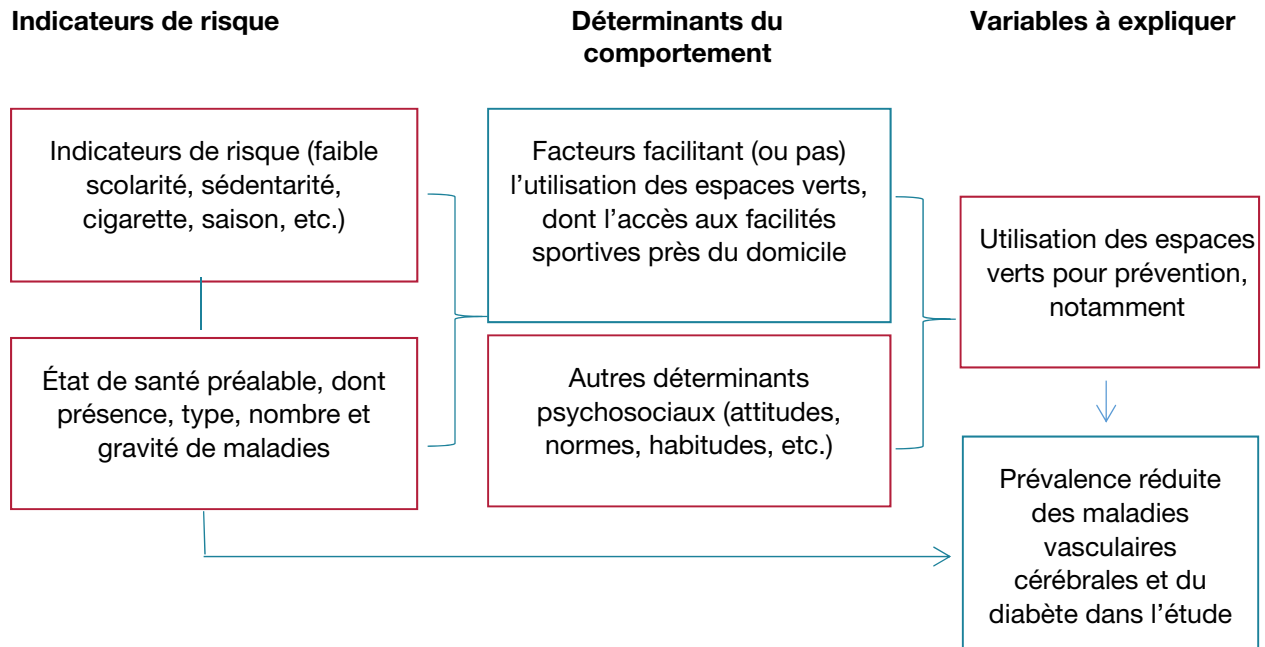 Indicateurs de risque
Déterminants du
comportement
Variables à expliquer
Indicateurs de risque (faible
scolarité, sédentarité,
cigarette, saison, etc.)
État de santé préalable, dont
présence, type, nombre et
gravité de maladies
Facteurs facilitant (ou pas)
l’utilisation des espaces verts,
dont l’accès aux facilités
sportives près du domicile
Autres déterminants
psychosociaux (attitudes,
normes, habitudes, etc.)
Utilisation des espaces
verts pour prévention,
notamment
Prévalence réduite
des maladies
vasculaires
cérébrales et du
diabète dans l’étude